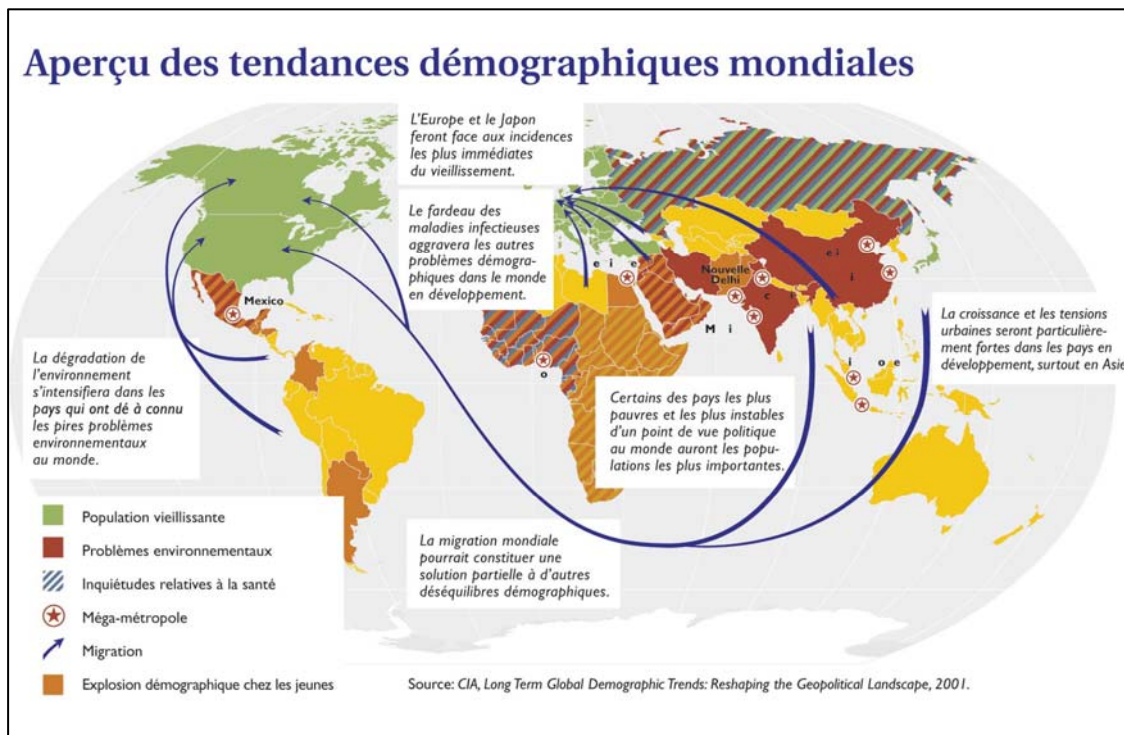 Aperçu des tendances démographiques mondiales
L'Europe et le Japon
feront face aux incidences
les plus immédiates
du vieillissement.
Le fardeau des
maladies infectieuses
aggravera les autres
problèmes démogra-
phiques dans le monde
en développement.
Mexico
Nouvelle
Delhi
La croissance et les tensions
urbaines seront particulière-
ment fortes dans les pays en
développement, surtout en Asie
La dégradation de
l'environnement
s'intensifiera dans les
pays qui ont dé à connu
les pires problèmes
environnementaux
au monde.
Certains des pays les plus
pauvres et les plus instables
d'un point de vue politique
au monde auront les popu-
lations les plus importantes.
La migration mondiale
pourrait constituer une
solution partielle à d'autres
déséquilibres démographiques.
Population vieillissante
Problèmes environnementaux
Inquiétudes relatives à la santé
Méga-métropole
Migration
Explosion démographique chez les jeunes
Source: CIA, Long Term Global Demographic Trends: Reshaping the Geopolitical Landscape, 2001.